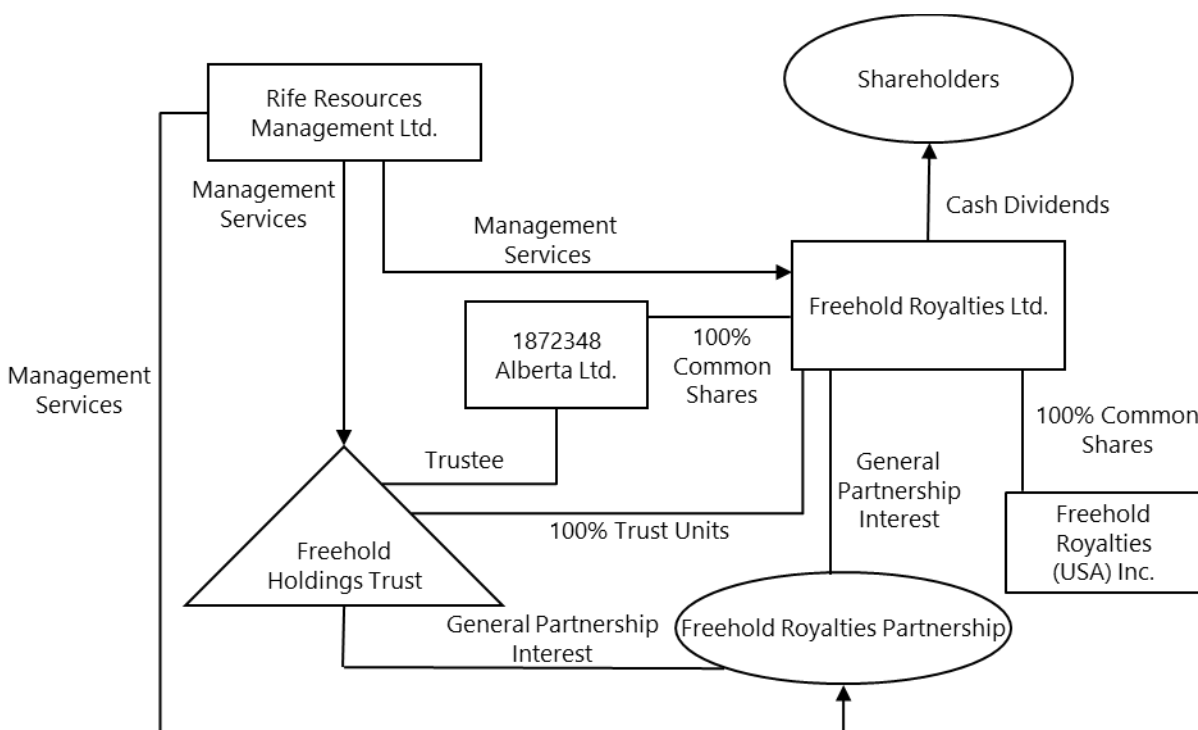 Shareholders
Rife Resources
Management Ltd.
Management
Services
Cash Dividends
Management
Services
Freehold Royalties Ltd.
1872348
Alberta Ltd.
100%
Common
Shares
Management
Services
100% Common
Shares
Trustee
General
Partnership
Interest
100% Trust Units
Freehold
Royalties
(USA) Inc.
Freehold
Holdings Trust
General Partnership
Interest
Freehold Royalties Partnership